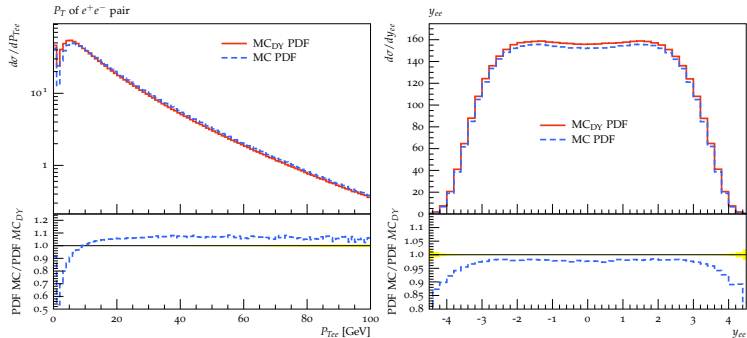 P_T of e⁺e⁻ pair
dσ/dP_Tee
MC_DY PDF
MC PDF
10¹
1
PDF MC/PDF MC_DY
1.2
1.1
1.0
0.9
0.8
0.7
0.6
0.5
0 20 40 60 80 100
P_Tee [GeV]
y_ee
dσ/dy_ee
160
140
120
100
80
60
40
20
0
MC_DY PDF
MC PDF
PDF MC/PDF MC_DY
1.1
1.05
1.0
0.95
0.9
0.85
0.8
-4 -3 -2 -1 0 1 2 3 4
y_ee